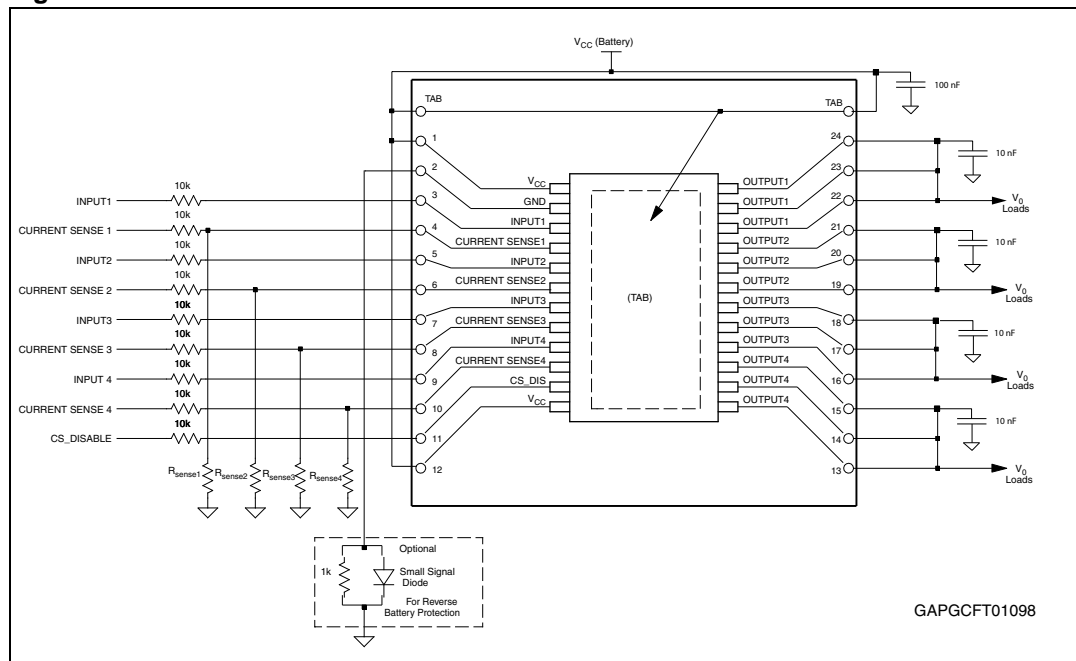 V_CC (Battery)
100 nF
TAB
TAB
1
2
3
4
5
6
7
8
9
10
11
12
24
23
22
21
20
19
18
17
16
15
14
13
10k
INPUT1
10k
CURRENT SENSE 1
10k
INPUT2
10k
CURRENT SENSE 2
10k
INPUT3
10k
CURRENT SENSE 3
10k
INPUT 4
10k
CURRENT SENSE 4
10k
CS_DISABLE
R_sense1
R_sense2
R_sense3
R_sense4
V_CC
GND
INPUT1
CURRENT SENSE1
INPUT2
CURRENT SENSE2
INPUT3
CURRENT SENSE3
INPUT4
CURRENT SENSE4
CS_DIS
V_CC
(TAB)
OUTPUT1
OUTPUT1
OUTPUT1
OUTPUT2
OUTPUT2
OUTPUT2
OUTPUT3
OUTPUT3
OUTPUT3
OUTPUT4
OUTPUT4
OUTPUT4
10 nF
V_0
Loads
10 nF
V_0
Loads
10 nF
V_0
Loads
10 nF
V_0
Loads
Optional
1k
Small Signal
Diode
For Reverse
Battery Protection
GAPGCFT01098